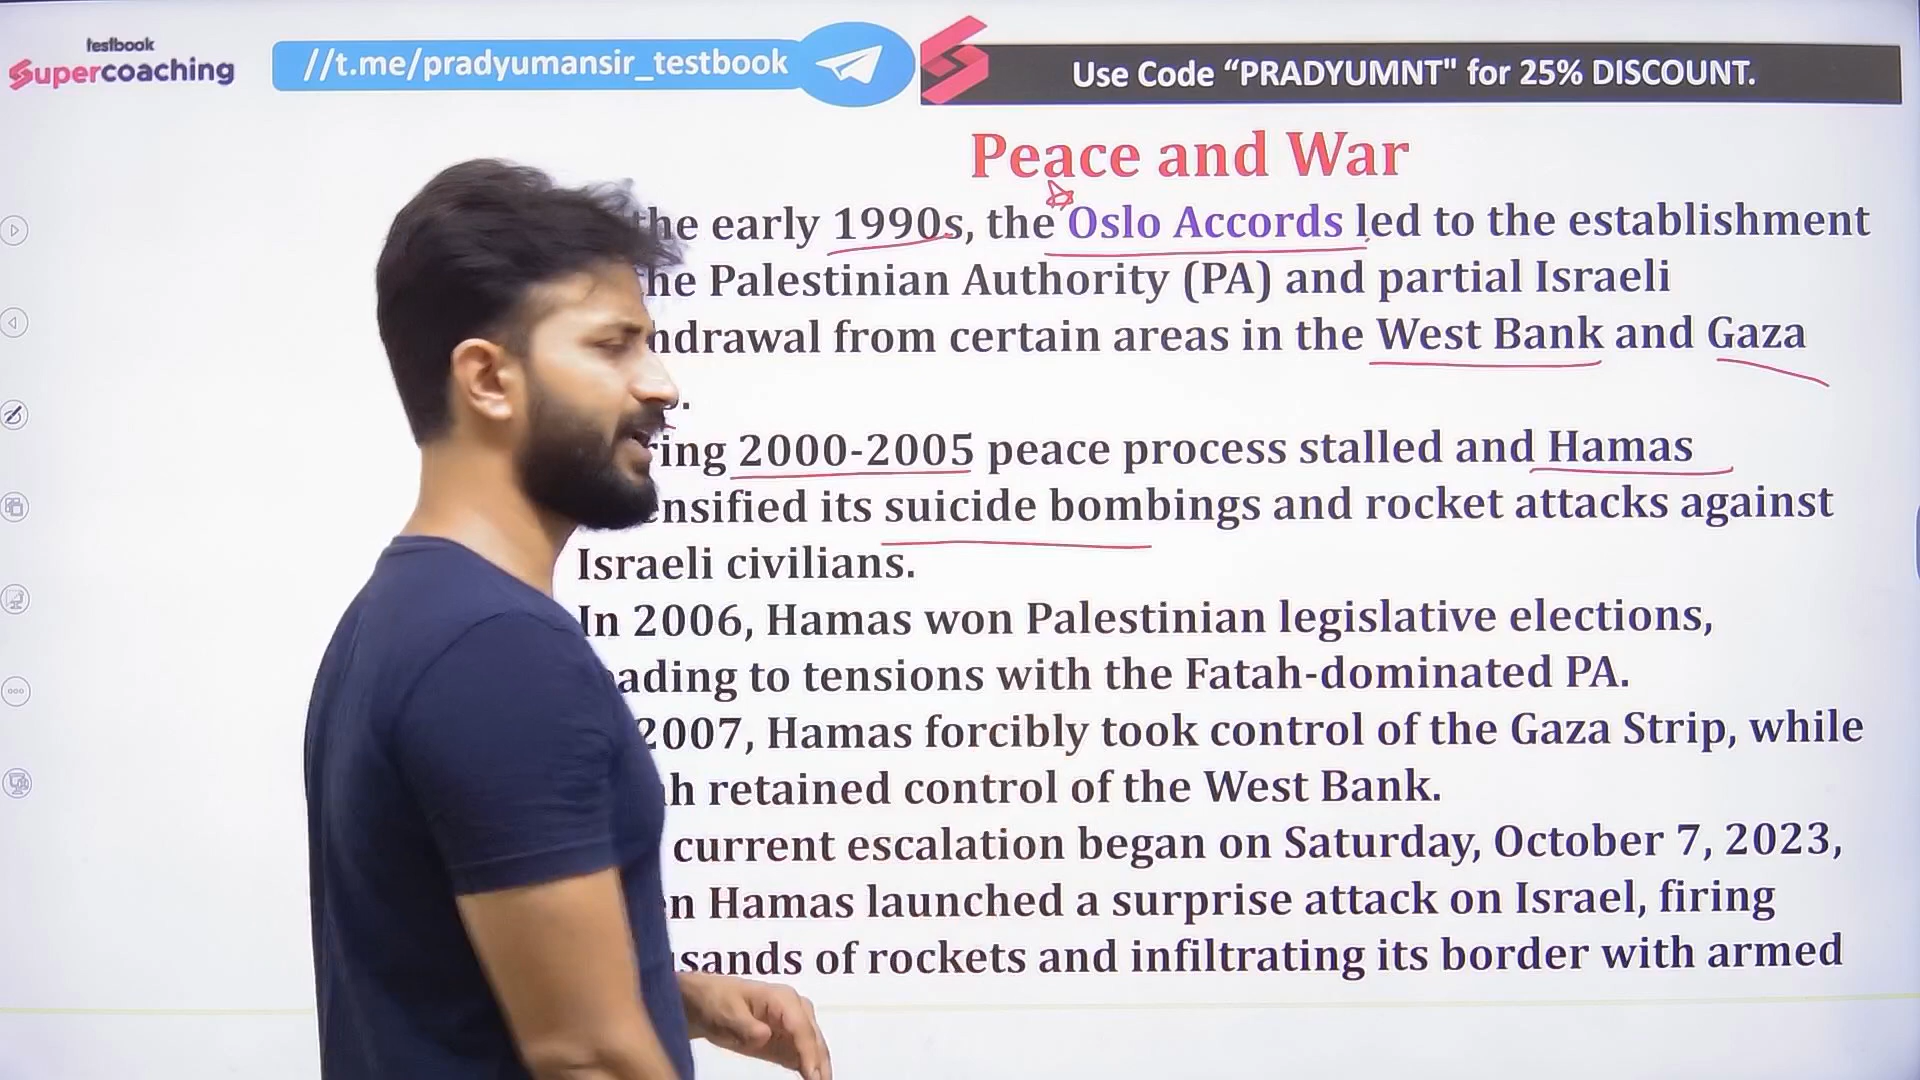 testbook
Supercoaching
//t.me/pradyumansir_testbook
Use Code “PRADYUMNT" for 25% DISCOUNT.
Peace and War
the early 1990s, the Oslo Accords led to the establishment
the Palestinian Authority (PA) and partial Israeli
hdrawal from certain areas in the West Bank and Gaza
ring 2000-2005 peace process stalled and Hamas
ensified its suicide bombings and rocket attacks against
Israeli civilians.
In 2006, Hamas won Palestinian legislative elections,
ading to tensions with the Fatah-dominated PA.
2007, Hamas forcibly took control of the Gaza Strip, while
h retained control of the West Bank.
current escalation began on Saturday, October 7, 2023,
n Hamas launched a surprise attack on Israel, firing
sands of rockets and infiltrating its border with armed